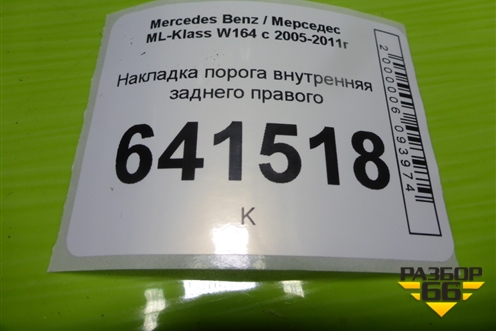 Mercedes Benz / Мерседес
ML-Klass W164 с 2005-2011г
Накладка порога внутренняя
заднего правого
641518
К
2000006093974
РАЗБОР
66